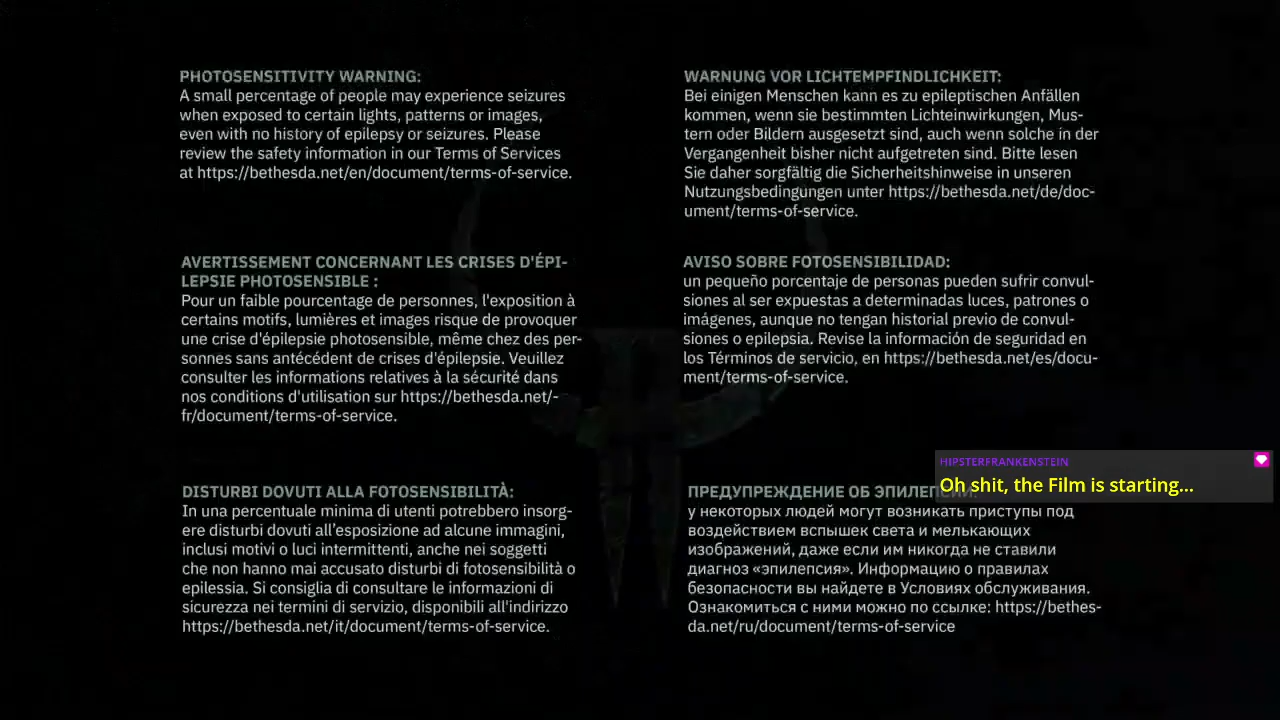 PHOTOSENSITIVITY WARNING:
A small percentage of people may experience seizures
when exposed to certain lights, patterns or images,
even with no history of epilepsy or seizures. Please
review the safety information in our Terms of Services
at https://bethesda.net/en/document/terms-of-service.
WARNUNG VOR LICHTEMPFINDLICHKEIT:
Bei einigen Menschen kann es zu epileptischen Anfällen
kommen, wenn sie bestimmten Lichteinwirkungen, Mus-
tern oder Bildern ausgesetzt sind, auch wenn solche in der
Vergangenheit bisher nicht aufgetreten sind. Bitte lesen
Sie daher sorgfältig die Sicherheitshinweise in unseren
Nutzungsbedingungen unter https://bethesda.net/de/doc-
ument/terms-of-service.
AVERTISSEMENT CONCERNANT LES CRISES D'ÉPI-
LEPSIE PHOTOSENSIBLE :
Pour un faible pourcentage de personnes, l'exposition à
certains motifs, lumières et images risque de provoquer
une crise d'épilepsie photosensible, même chez des per-
sonnes sans antécédent de crises d'épilepsie. Veuillez
consulter les informations relatives à la sécurité dans
nos conditions d'utilisation sur https://bethesda.net/-
fr/document/terms-of-service.
AVISO SOBRE FOTOSENSIBILIDAD:
un pequeño porcentaje de personas pueden sufrir convul-
siones al ser expuestas a determinadas luces, patrones o
imágenes, aunque no tengan historial previo de convul-
siones o epilepsia. Revise la información de seguridad en
los Términos de servicio, en https://bethesda.net/es/docu-
ment/terms-of-service.
DISTURBI DOVUTI ALLA FOTOSENSIBILITÀ:
In una percentuale minima di utenti potrebbero insorg-
ere disturbi dovuti all’esposizione ad alcune immagini,
inclusi motivi o luci intermittenti, anche nei soggetti
che non hanno mai accusato disturbi di fotosensibilità o
epilessia. Si consiglia di consultare le informazioni di
sicurezza nei termini di servizio, disponibili all'indirizzo
https://bethesda.net/it/document/terms-of-service.
HIPSTERFRANKENSTEIN
Oh shit, the Film is starting...
ПРЕДУПРЕЖДЕНИЕ ОБ ЭПИЛЕПСИИ:
у некоторых людей могут возникать приступы под
воздействием вспышек света и мелькающих
изображений, даже если им никогда не ставили
диагноз «эпилепсия». Информацию о правилах
безопасности вы найдете в Условиях обслуживания.
Ознакомиться с ними можно по ссылке: https://bethes-
da.net/ru/document/terms-of-service